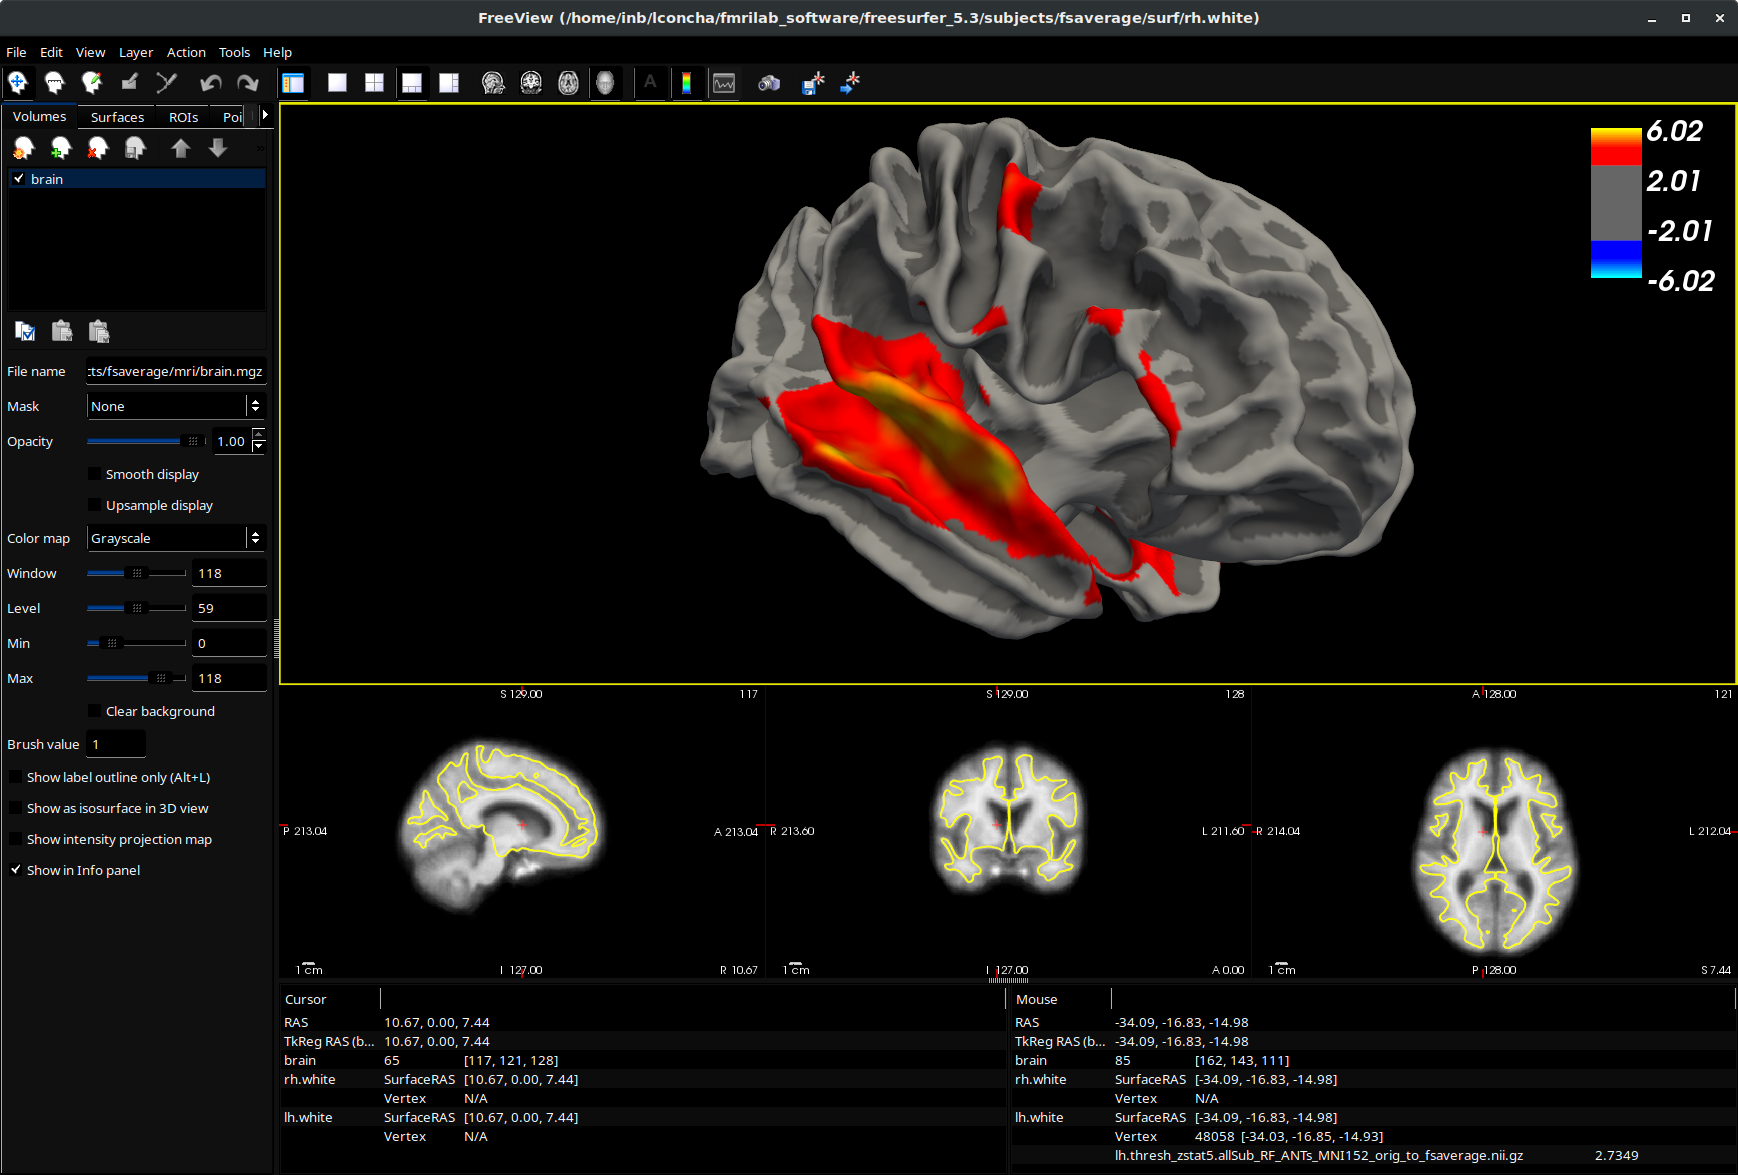 FreeView (/home/inb/lconcha/fmrilab_software/freesurfer_5.3/subjects/fsaverage/surf/rh.white)
File Edit View Layer Action Tools Help
A
Volumes Surfaces ROIs Poi
brain
File name :ts/fsaverage/mri/brain.mgz
Mask None
Opacity 1.00
Smooth display
Upsample display
Color map Grayscale
Window 118
Level 59
Min 0
Max 118
Clear background
Brush value 1
Show label outline only (Alt+L)
Show as isosurface in 3D view
Show intensity projection map
Show in Info panel
6.02
2.01
-2.01
-6.02
S 129.00 117
P 213.04 A 213.04
1 cm I 127.00 R 10.67
S 129.00 128
R 213.60 L 211.60
1 cm I 127.00 A 0.00
A 128.00 121
R 214.04 L 212.04
1 cm P 128.00 S 7.44
Cursor
RAS 10.67, 0.00, 7.44
TkReg RAS (b... 10.67, 0.00, 7.44
brain 65 [117, 121, 128]
rh.white SurfaceRAS [10.67, 0.00, 7.44]
Vertex N/A
lh.white SurfaceRAS [10.67, 0.00, 7.44]
Vertex N/A
Mouse
RAS -34.09, -16.83, -14.98
TkReg RAS (b... -34.09, -16.83, -14.98
brain 85 [162, 143, 111]
rh.white SurfaceRAS [-34.09, -16.83, -14.98]
Vertex N/A
lh.white SurfaceRAS [-34.09, -16.83, -14.98]
Vertex 48058 [-34.03, -16.85, -14.93]
lh.thresh_zstat5.allSub_RF_ANTs_MNI152_orig_to_fsaverage.nii.gz 2.7349